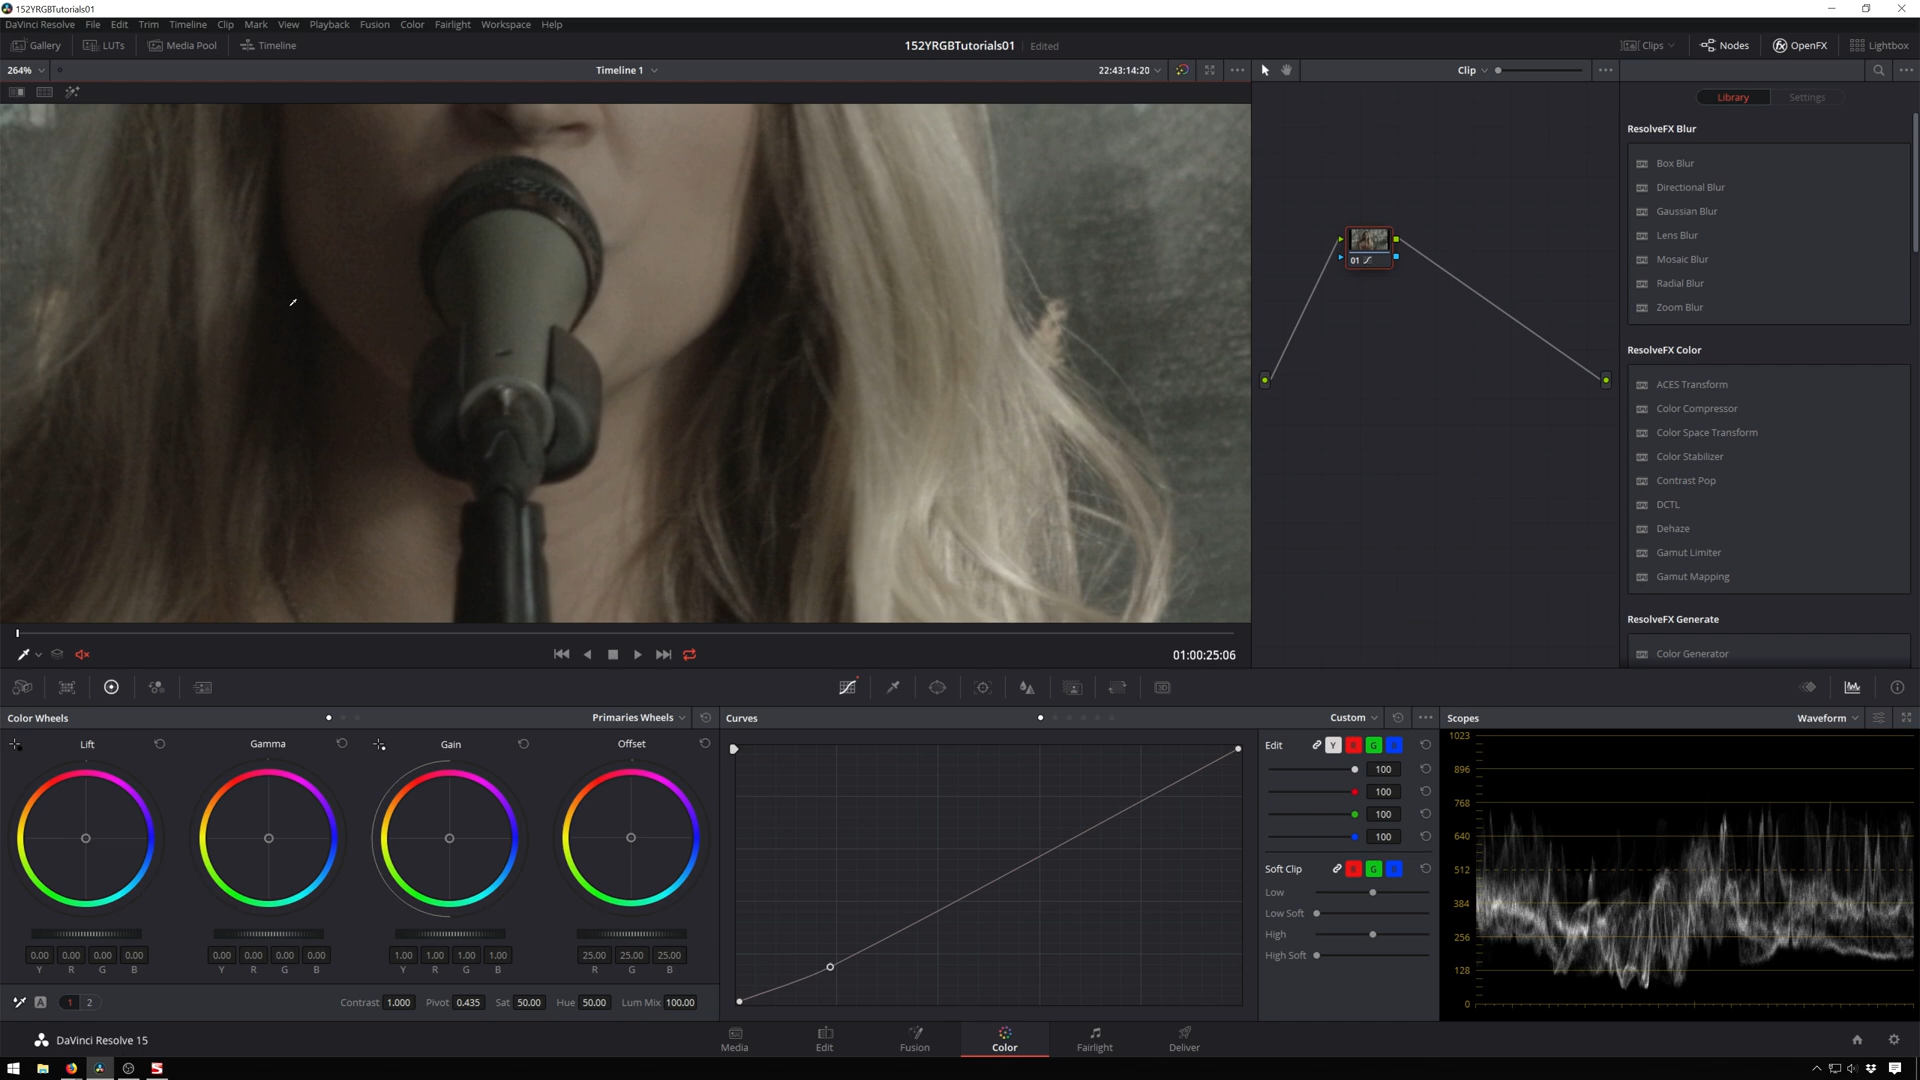 152YRGBTutorials01
DaVinci Resolve File Edit Trim Timeline Clip Mark View Playback Fusion Color Fairlight Workspace Help
Gallery LUTs Media Pool Timeline 152YRGBTutorials01 Edited Clips Nodes OpenFX Lightbox
264% Timeline 1 22:43:14:20 Clip
Library Settings
ResolveFX Blur
Box Blur
Directional Blur
Gaussian Blur
Lens Blur
Mosaic Blur
Radial Blur
Zoom Blur
01
ResolveFX Color
ACES Transform
Color Compressor
Color Space Transform
Color Stabilizer
Contrast Pop
DCTL
Dehaze
Gamut Limiter
Gamut Mapping
ResolveFX Generate
Color Generator
01:00:25:06
Color Wheels Primaries Wheels Curves Custom Scopes Waveform
Lift Gamma Gain Offset
0.00 0.00 0.00 0.00 0.00 0.00 0.00 0.00 1.00 1.00 1.00 1.00 25.00 25.00 25.00
Y R G B Y R G B Y R G B R G B
A 1 2 Contrast 1.000 Pivot 0.435 Sat 50.00 Hue 50.00 Lum Mix 100.00
Edit Y R G B
100
100
100
100
Soft Clip R G B
Low
Low Soft
High
High Soft
1023
896
768
640
512
384
256
128
0
DaVinci Resolve 15 Media Edit Fusion Color Fairlight Deliver